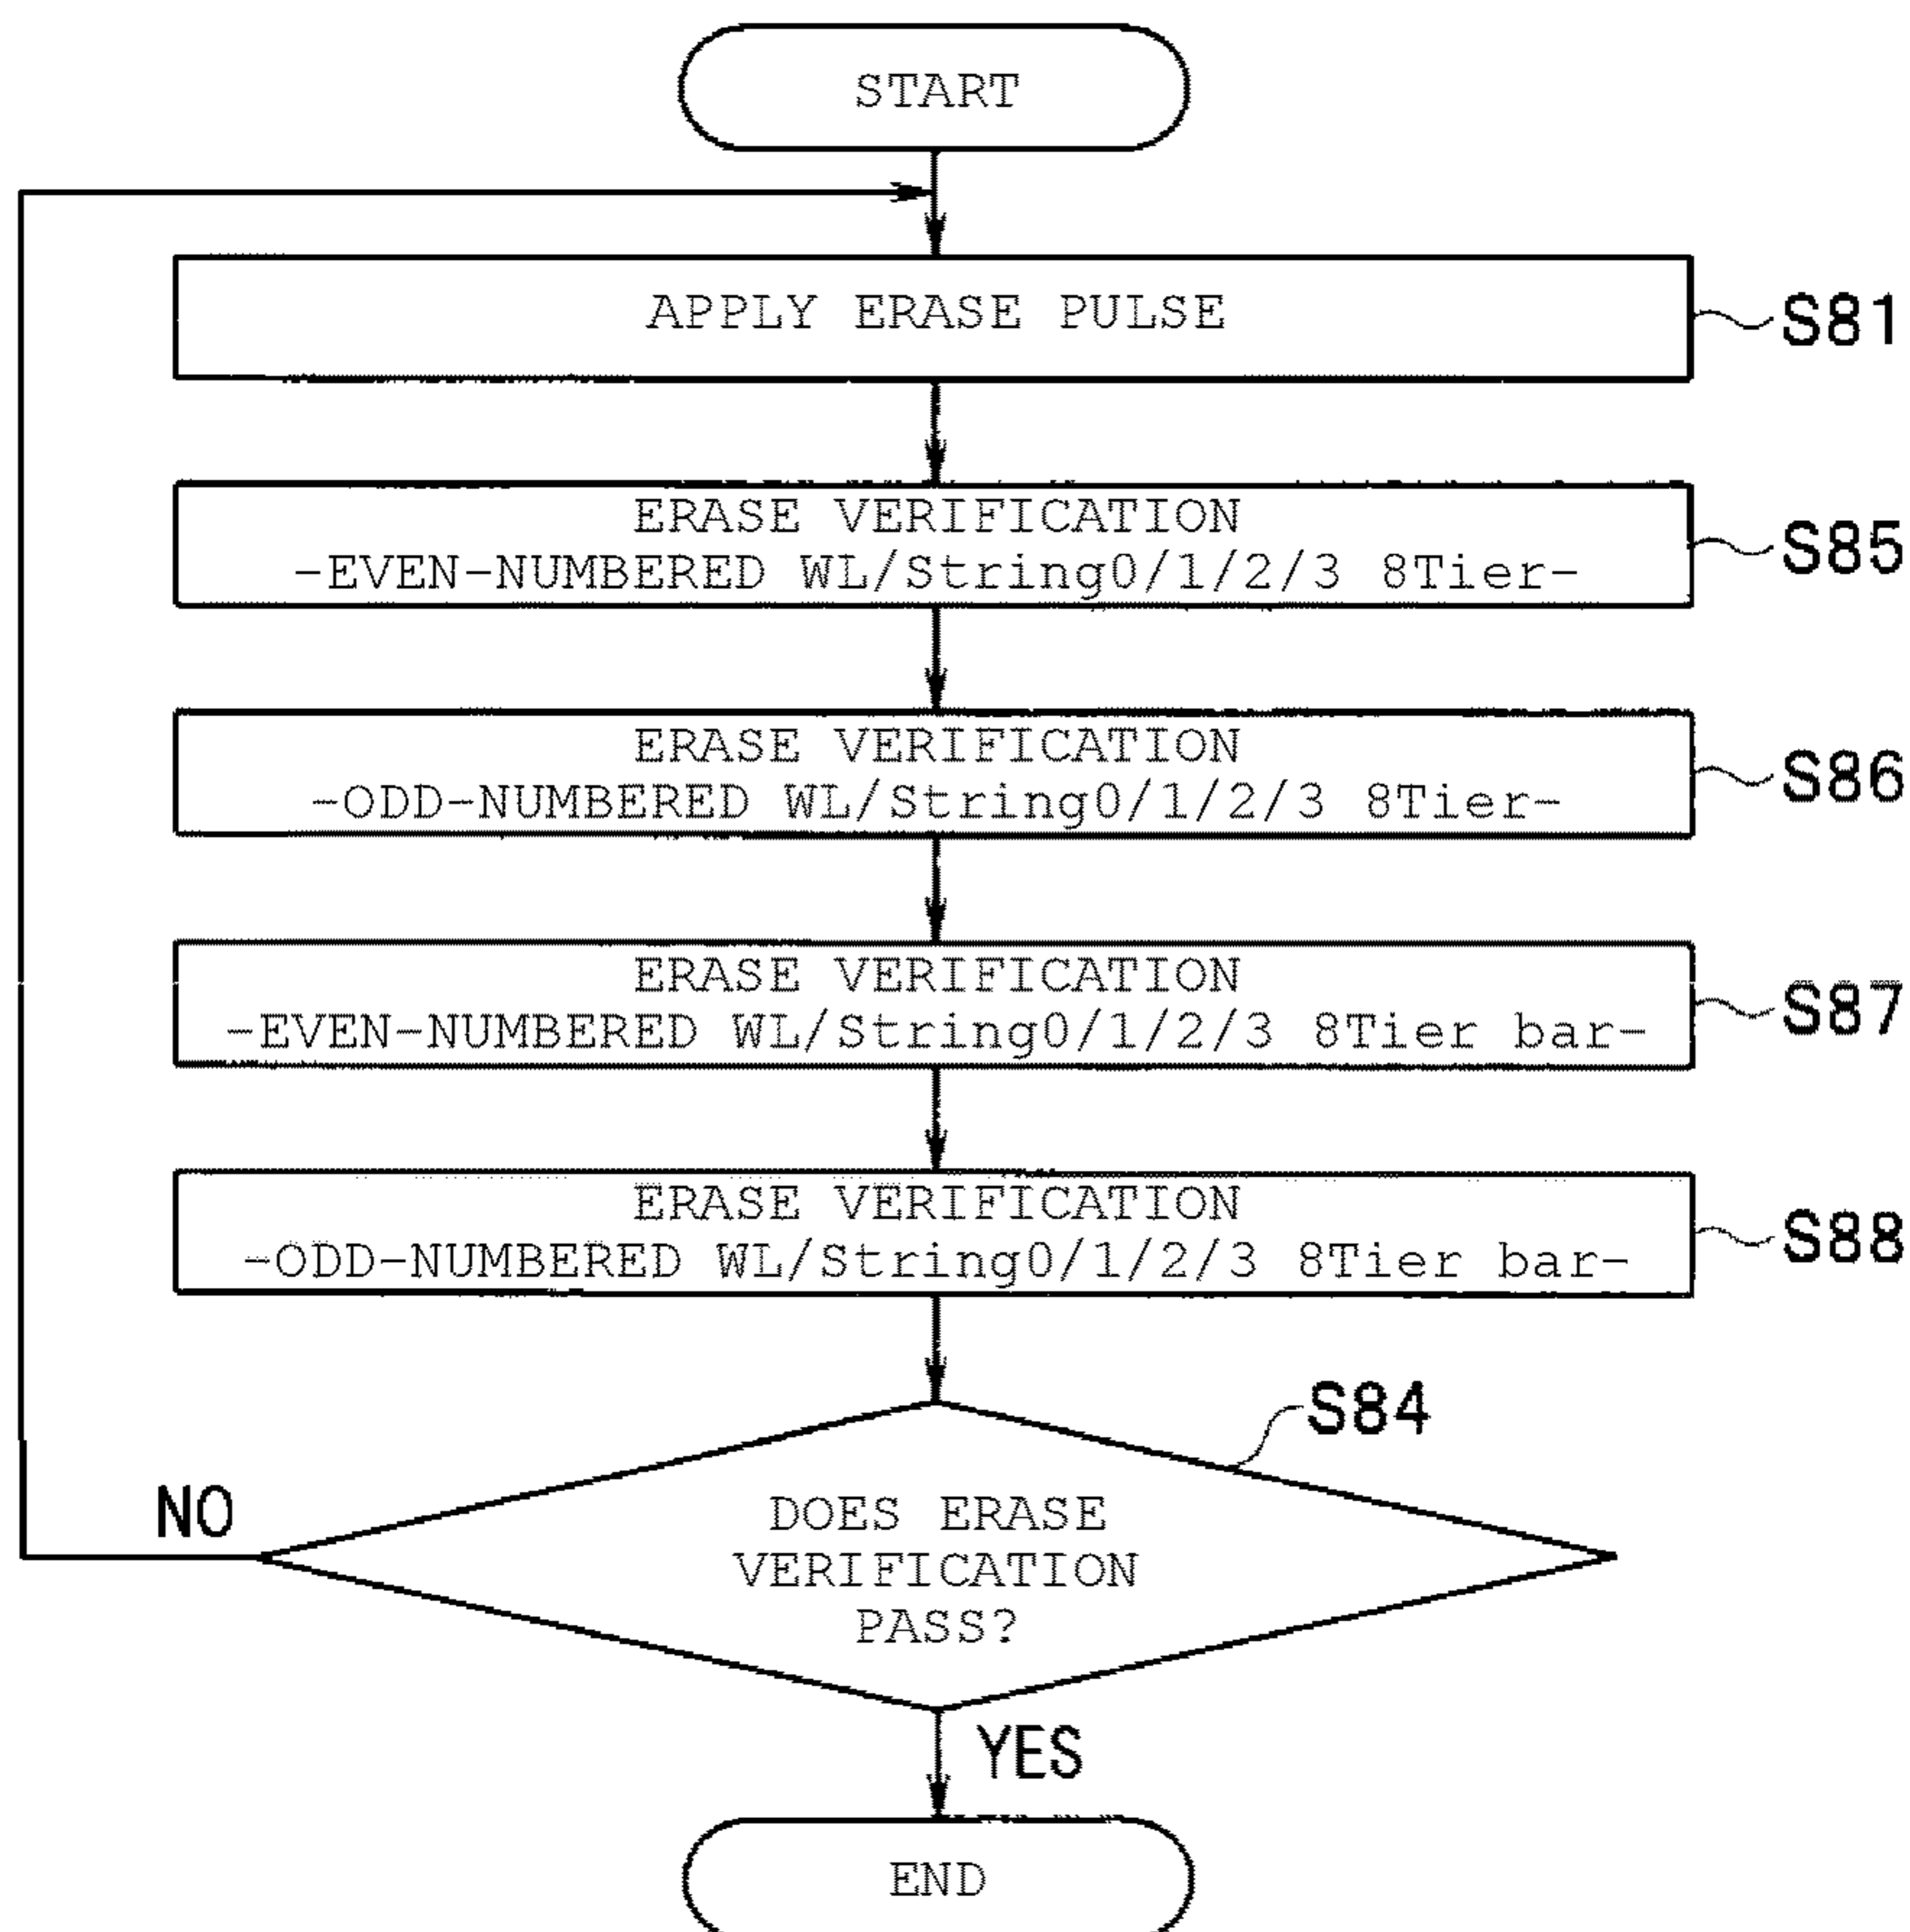 START
APPLY ERASE PULSE
S81
ERASE VERIFICATION
-EVEN-NUMBERED WL/String0/1/2/3 8Tier-
S85
ERASE VERIFICATION
-ODD-NUMBERED WL/String0/1/2/3 8Tier-
S86
ERASE VERIFICATION
-EVEN-NUMBERED WL/String0/1/2/3 8Tier bar-
S87
ERASE VERIFICATION
-ODD-NUMBERED WL/String0/1/2/3 8Tier bar-
S88
S84
NO
DOES ERASE
VERIFICATION
PASS?
YES
END